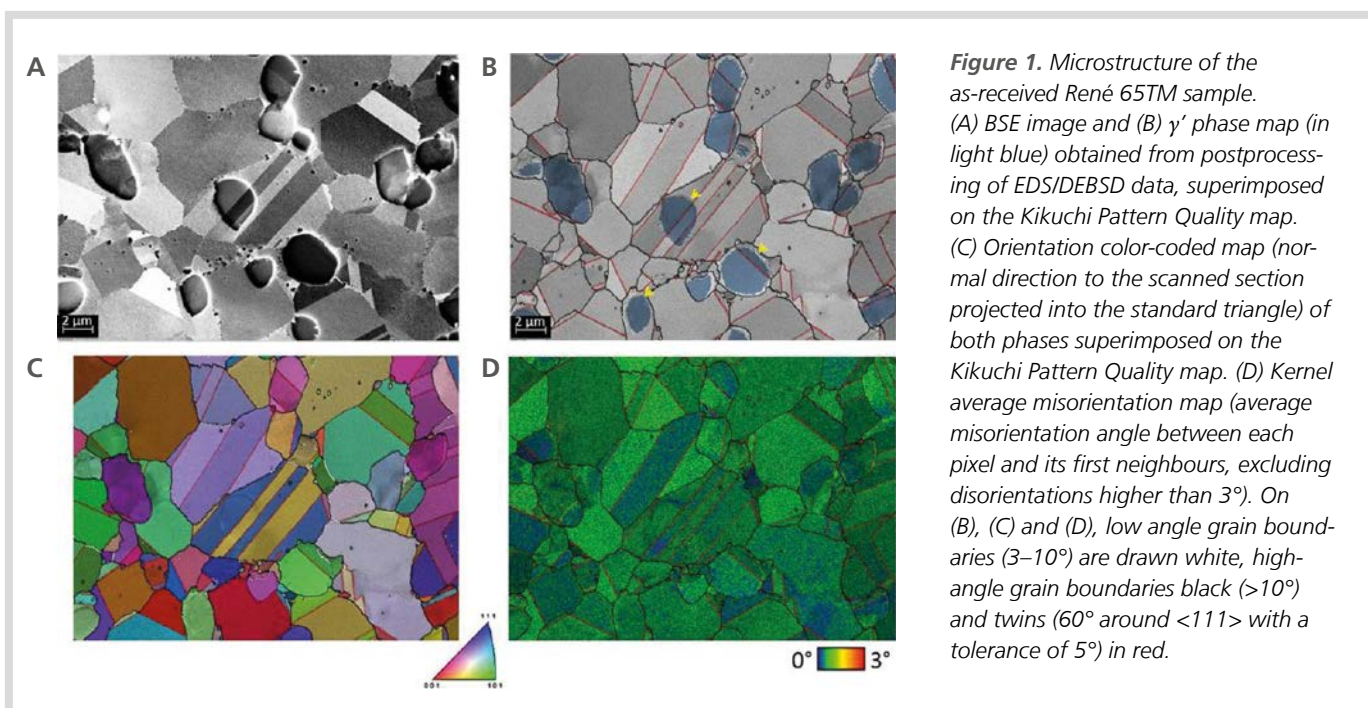 A
B
2 µm
2 µm
C
D
111
001
101
0°
3°
Figure 1. Microstructure of the
as-received René 65TM sample.
(A) BSE image and (B) γ’ phase map (in
light blue) obtained from postprocess-
ing of EDS/DEBSD data, superimposed
on the Kikuchi Pattern Quality map.
(C) Orientation color-coded map (nor-
mal direction to the scanned section
projected into the standard triangle) of
both phases superimposed on the
Kikuchi Pattern Quality map. (D) Kernel
average misorientation map (average
misorientation angle between each
pixel and its first neighbours, excluding
disorientations higher than 3°). On
(B), (C) and (D), low angle grain bound-
aries (3–10°) are drawn white, high-
angle grain boundaries black (>10°)
and twins (60° around <111> with a
tolerance of 5°) in red.